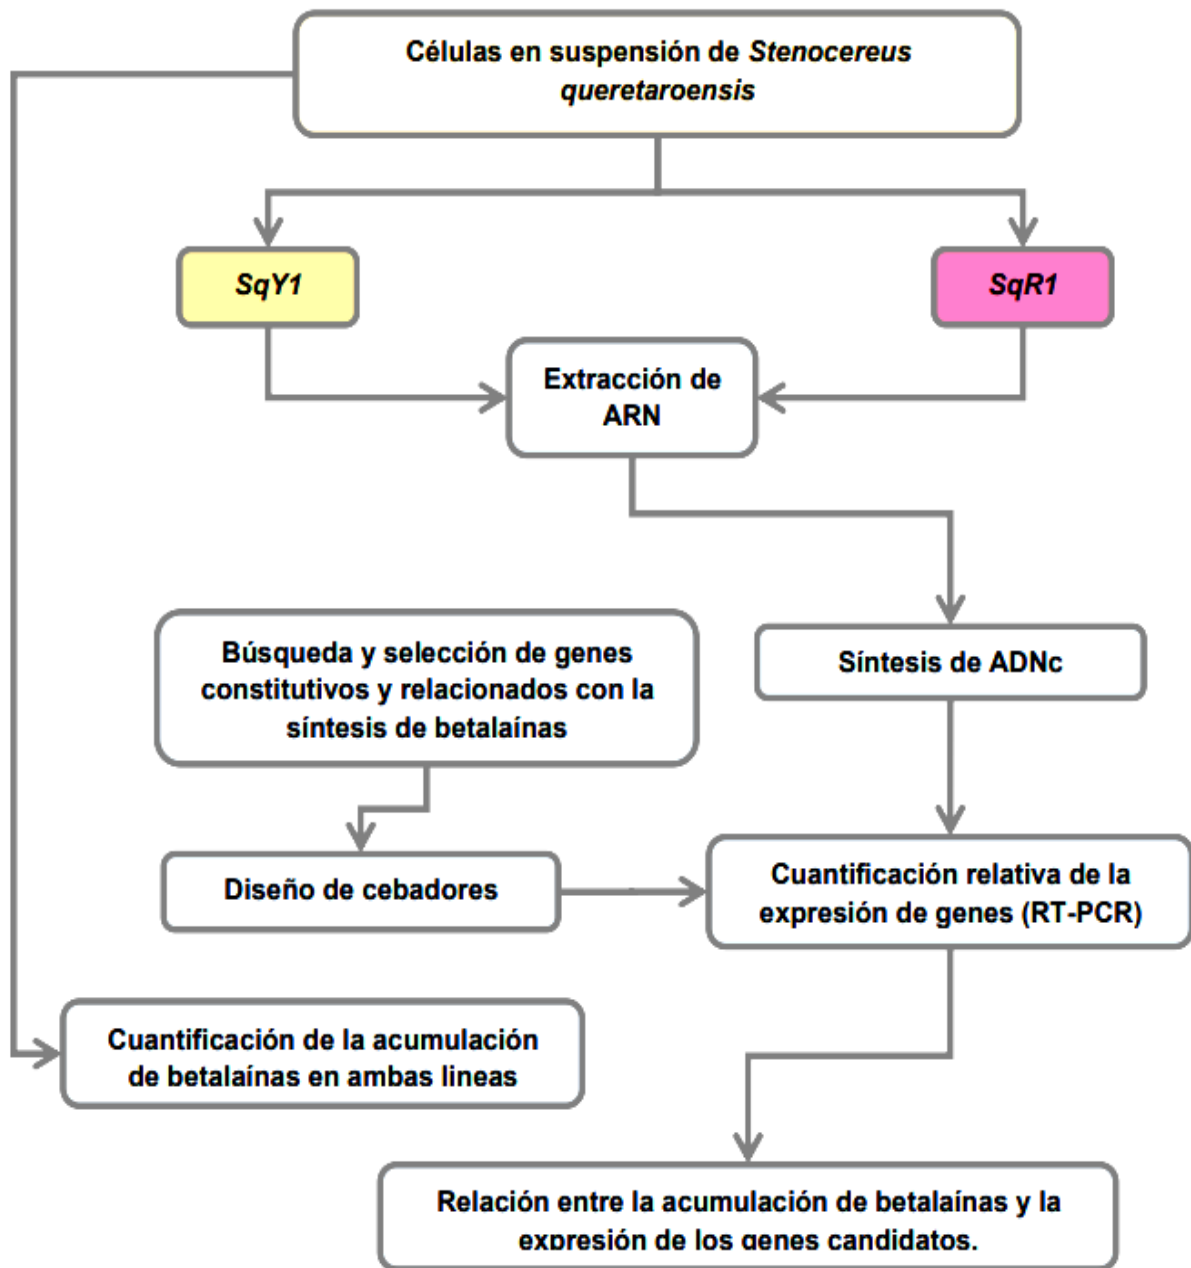 Células en suspensión de Stenocereus
queretaroensis
SqY1
SqR1
Extracción de
ARN
Búsqueda y selección de genes
constitutivos y relacionados con la
síntesis de betalaínas
Síntesis de ADNc
Diseño de cebadores
Cuantificación relativa de la
expresión de genes (RT-PCR)
Cuantificación de la acumulación
de betalaínas en ambas lineas
Relación entre la acumulación de betalaínas y la
expresión de los genes candidatos.